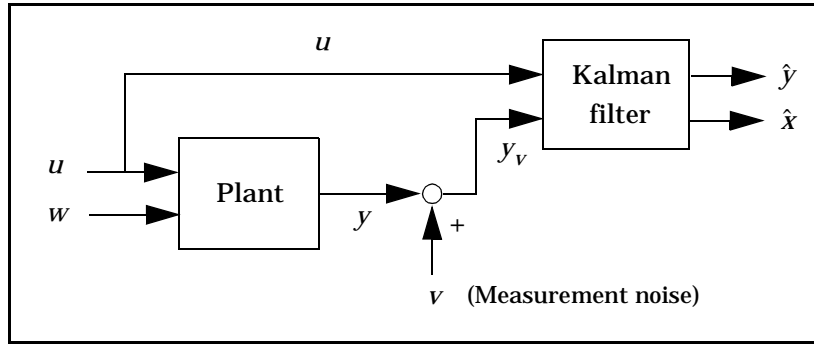 u
Kalman
filter
ŷ
x̂
y_v
u
w
Plant
y
+
v (Measurement noise)